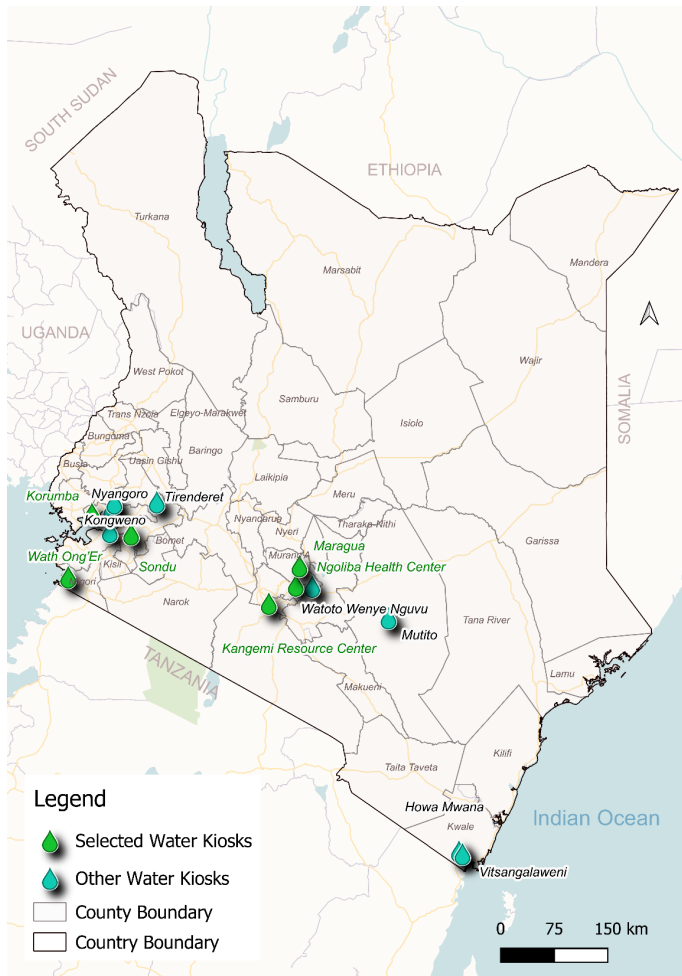 SOUTH SUDAN
ETHIOPIA
Turkana
Marsabit
Mandera
UGANDA
Wajir
West Pokot
SOMALIA
Samburu
Trans Nzoia
Elgeyo-Marakwet
Isiolo
Bungoma
Baringo
Uasin Gishu
Busia
Laikipia
Meru
Korumba
Nyangoro
Tirenderet
Nyandarua
Tharaka-Nithi
Kongweno
Nyeri
Garissa
Bomet
Maragua
Wath Ong'Er
Kisii
Sondu
Murang'A
Ngoliba Health Center
Narok
Watoto Wenye Nguvu
Tana River
Mutito
Kangemi Resource Center
TANZANIA
Lamu
Makueni
Kilifi
Taita Taveta
Howa Mwana
Indian Ocean
Kwale
Vitsangalaweni
Legend
Selected Water Kiosks
Other Water Kiosks
County Boundary
Country Boundary
0 75 150 km